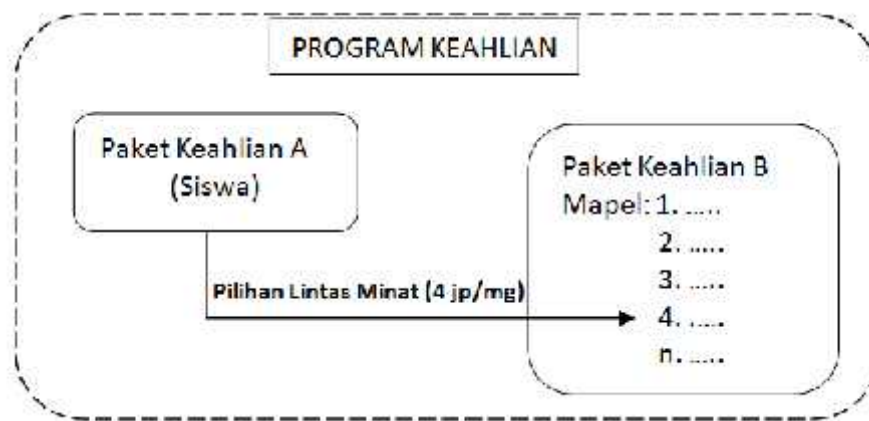 PROGRAM KEAHLIAN
Paket Keahlian A
(Siswa)
Paket Keahlian B
Mapel: 1. .....
2. .....
3. .....
4. .....
n. .....
Pilihan Lintas Minat (4 jp/mg)